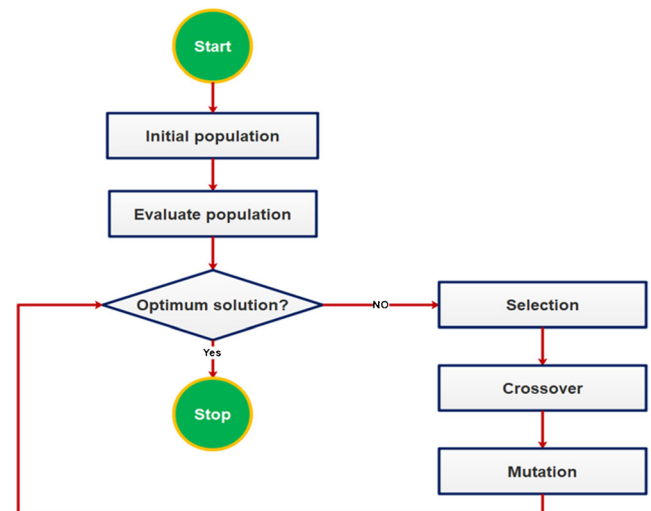 Start
Initial population
Evaluate population
Optimum solution?
NO
Selection
Yes
Crossover
Stop
Mutation